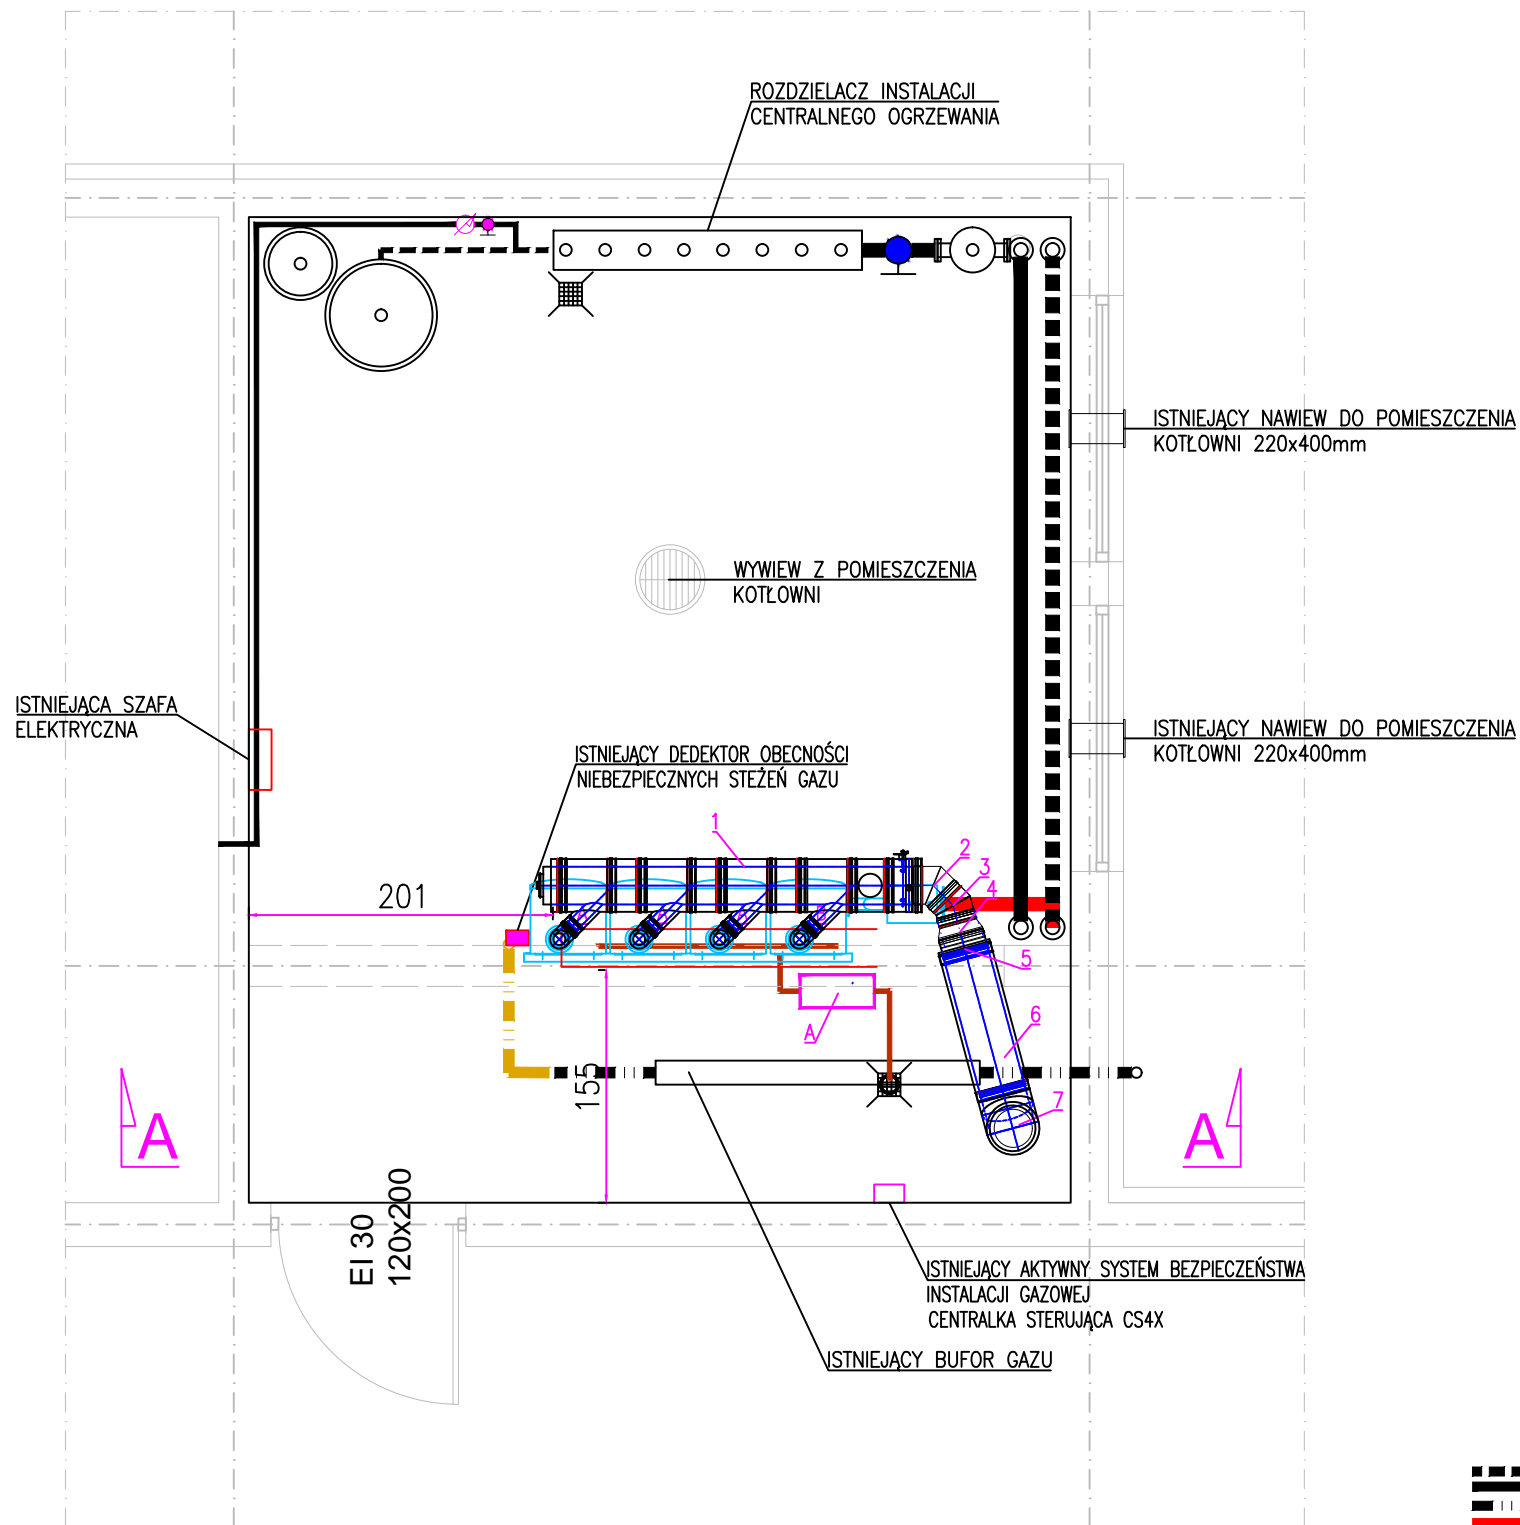 ROZDZIELACZ INSTALACJI
CENTRALNEGO OGRZEWANIA
ISTNIEJĄCY NAWIEW DO POMIESZCZENIA
KOTŁOWNI 220x400mm
WYWIEW Z POMIESZCZENIA
KOTŁOWNI
ISTNIEJĄCA SZAFA
ELEKTRYCZNA
ISTNIEJĄCY NAWIEW DO POMIESZCZENIA
KOTŁOWNI 220x400mm
ISTNIEJĄCY DEDEKTOR OBECNOŚCI
NIEBEZPIECZNYCH STEŻEŃ GAZU
1
2
3
4
201
5
6
A
155
7
A
A
EI 30
120x200
ISTNIEJĄCY AKTYWNY SYSTEM BEZPIECZEŃSTWA
INSTALACJI GAZOWEJ
CENTRALKA STERUJĄCA CS4X
ISTNIEJĄCY BUFOR GAZU